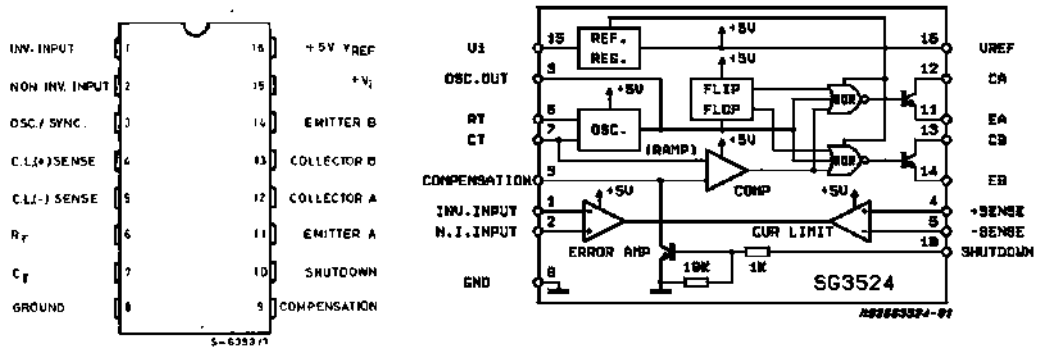 INV. INPUT 1 16 +5V VREF
NON INV. INPUT 2 15 +Vi
OSC./ SYNC. 3 14 EMITTER B
C.L.(+) SENSE 4 13 COLLECTOR B
C.L.(-) SENSE 5 12 COLLECTOR A
RT 6 11 EMITTER A
CT 7 10 SHUTDOWN
GROUND 8 9 COMPENSATION
Vi 15 REF. REG. +5V 16 VREF
OSC.OUT 3 +5V 12 CA
FLIP FLOP NOR
+5V 11 EA
RT 6 OSC.
CT 7 +5V 13 CB
(RAMP) NOR
COMPENSATION 9 COMP 14 EB
+5V +5V
INV.INPUT 1 4 +SENSE
N.I.INPUT 2 5 -SENSE
ERROR AMP CUR LIMIT 10 SHUTDOWN
10K 1K
GND 8 SG3524